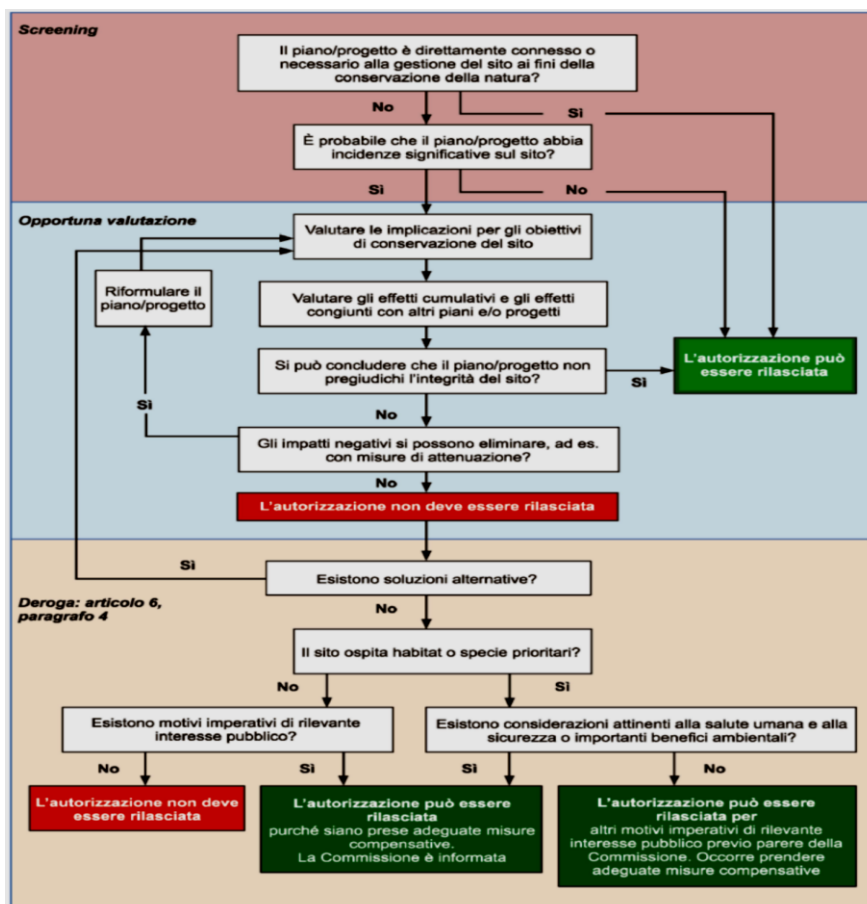 Screening
Il piano/progetto è direttamente connesso o
necessario alla gestione del sito ai fini della
conservazione della natura?
No
Sì
È probabile che il piano/progetto abbia
incidenze significative sul sito?
Sì
No
Opportuna valutazione
Valutare le implicazioni per gli obiettivi
di conservazione del sito
Riformulare il
piano/progetto
Valutare gli effetti cumulativi e gli effetti
congiunti con altri piani e/o progetti
L'autorizzazione può
essere rilasciata
Si può concludere che il piano/progetto non
pregiudichi l'integrità del sito?
Sì
Sì
No
Gli impatti negativi si possono eliminare, ad es.
con misure di attenuazione?
No
L'autorizzazione non deve essere rilasciata
Sì
Esistono soluzioni alternative?
Deroga: articolo 6,
paragrafo 4
No
Il sito ospita habitat o specie prioritari?
No
Sì
Esistono motivi imperativi di rilevante
interesse pubblico?
Esistono considerazioni attinenti alla salute umana e alla
sicurezza o importanti benefici ambientali?
No
Sì
Sì
No
L'autorizzazione non deve
essere rilasciata
L'autorizzazione può essere
rilasciata
purché siano prese adeguate misure
compensative.
La Commissione è informata
L'autorizzazione può essere
rilasciata per
altri motivi imperativi di rilevante
interesse pubblico previo parere della
Commissione. Occorre prendere
adeguate misure compensative